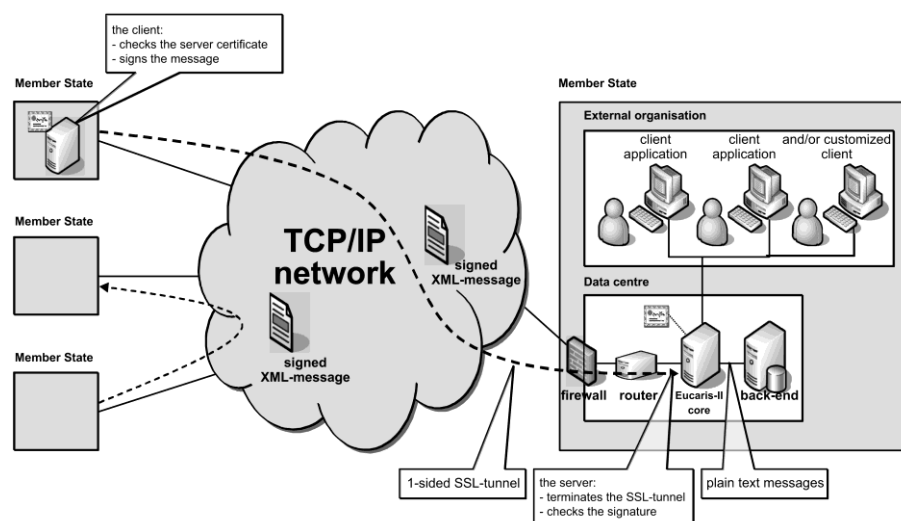 the client:
- checks the server certificate
- signs the message
Member State
Member State
External organisation
client
application
client
application
and/or customized
client
Member State
TCP/IP
network
signed
XML-message
signed
XML-message
Data centre
Member State
firewall
router
Eucaris-II
core
back-end
1-sided SSL-tunnel
the server:
- terminates the SSL-tunnel
- checks the signature
plain text messages